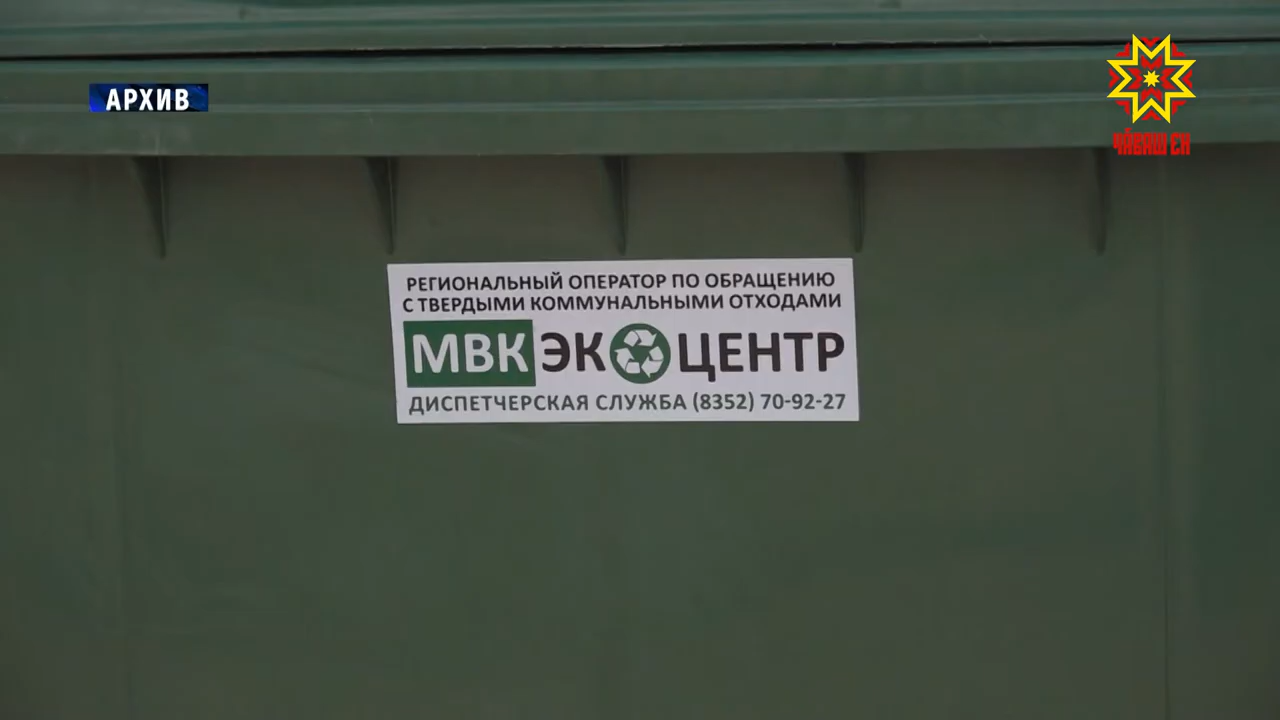 АРХИВ
ЧӐВАШ ЕН
РЕГИОНАЛЬНЫЙ ОПЕРАТОР ПО ОБРАЩЕНИЮ
С ТВЕРДЫМИ КОММУНАЛЬНЫМИ ОТХОДАМИ
МВК ЭКОЦЕНТР
ДИСПЕТЧЕРСКАЯ СЛУЖБА (8352) 70-92-27